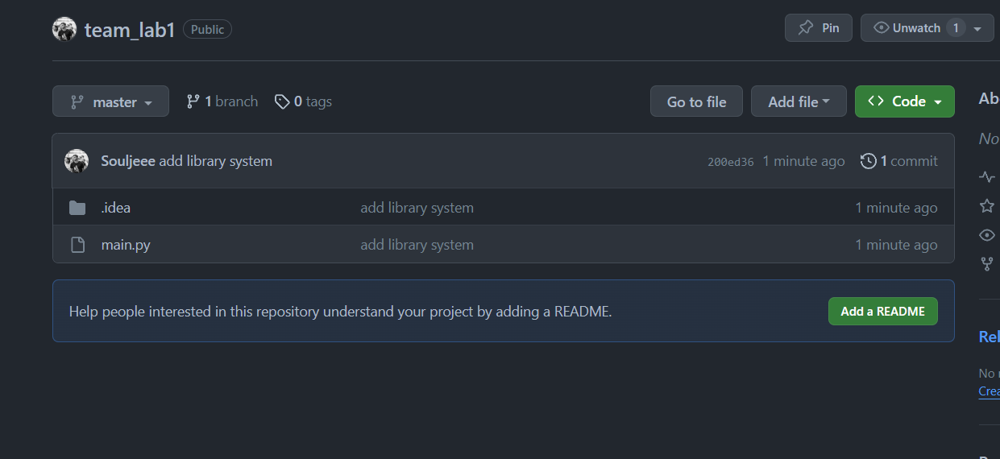 team_lab1 Public Pin Unwatch 1
master 1 branch 0 tags Go to file Add file Code
Souljeee add library system 200ed36 1 minute ago 1 commit
.idea add library system 1 minute ago
main.py add library system 1 minute ago
Help people interested in this repository understand your project by adding a README. Add a README
Ab
No
Rel
No
Crea